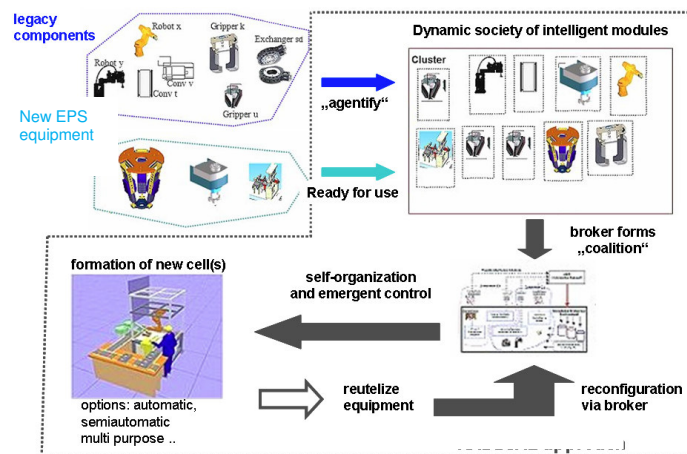 legacy
components
Robot x
Gripper k
Exchanger sd
Robot y
Conv v
Conv t
Gripper u
„agentify“
Dynamic society of intelligent modules
Cluster
New EPS
equipment
Ready for use
broker forms
„coalition“
formation of new cell(s)
self-organization
and emergent control
reutelize
equipment
reconfiguration
via broker
options: automatic,
semiautomatic
multi purpose ..